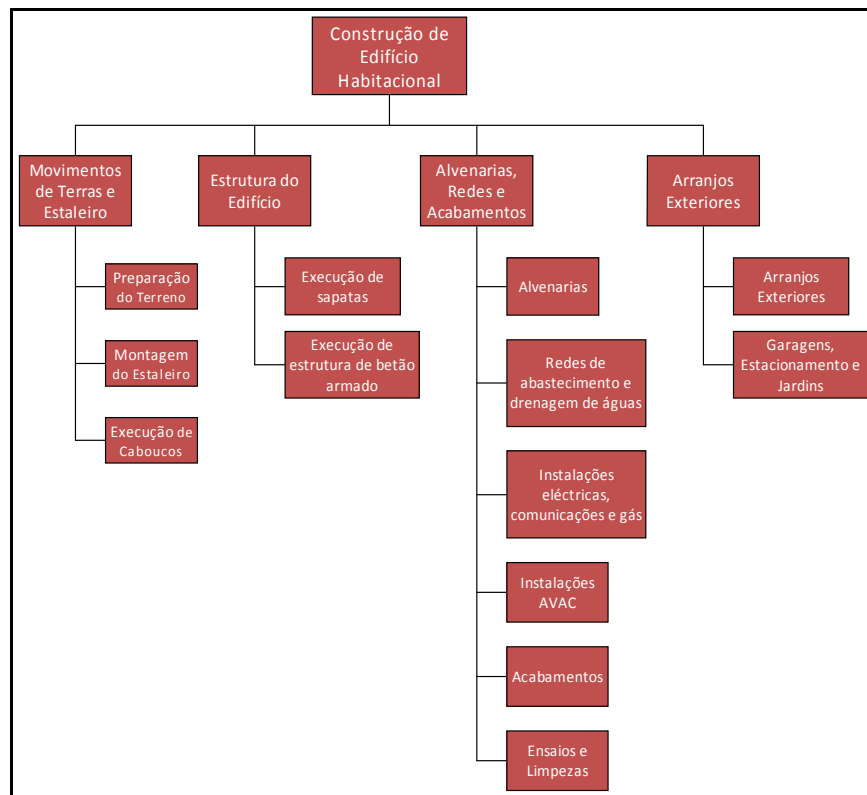 Construção de
Edifício
Habitacional
Movimentos
de Terras e
Estaleiro
Preparação
do Terreno
Montagem
do Estaleiro
Execução de
Caboucos
Estrutura do
Edifício
Execução de
sapatas
Execução de
estrutura de betão
armado
Alvenarias,
Redes e
Acabamentos
Alvenarias
Redes de
abastecimento e
drenagem de águas
Instalações
eléctricas,
comunicações e gás
Instalações
AVAC
Acabamentos
Ensaios e
Limpezas
Arranjos
Exteriores
Arranjos
Exteriores
Garagens,
Estacionamento e
Jardins